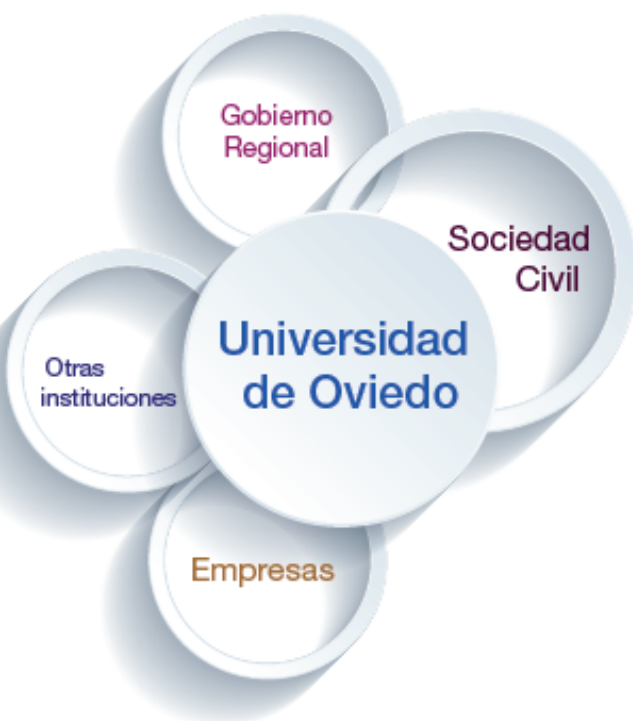 Gobierno
Regional
Sociedad
Civil
Universidad
de Oviedo
Otras
instituciones
Empresas